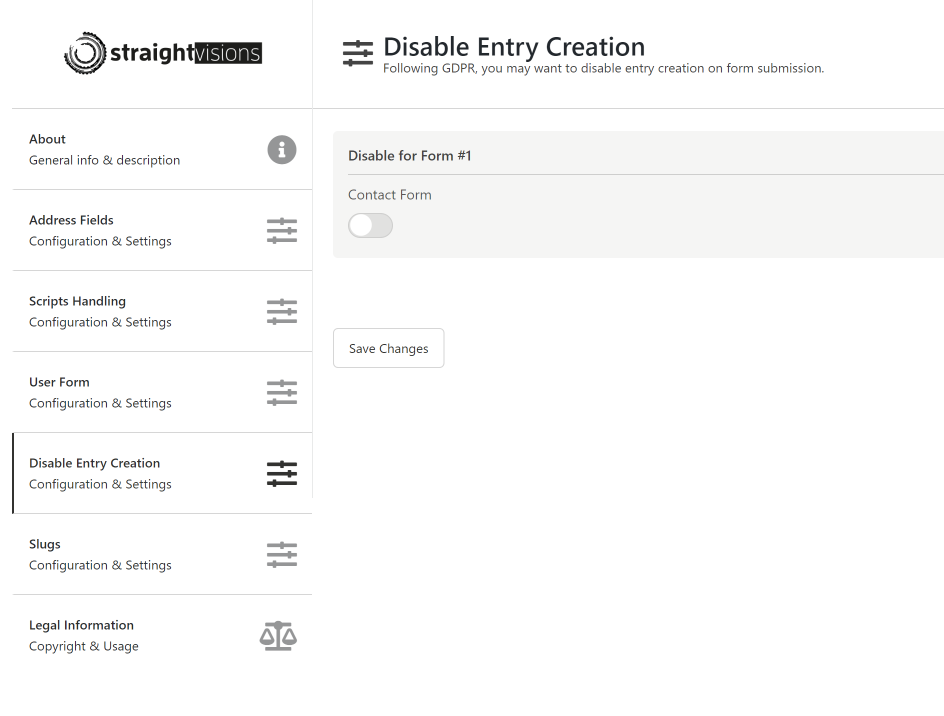 straightvisions
Disable Entry Creation
Following GDPR, you may want to disable entry creation on form submission.
About
General info & description
Address Fields
Configuration & Settings
Scripts Handling
Configuration & Settings
User Form
Configuration & Settings
Disable Entry Creation
Configuration & Settings
Slugs
Configuration & Settings
Legal Information
Copyright & Usage
Disable for Form #1
Contact Form
Save Changes